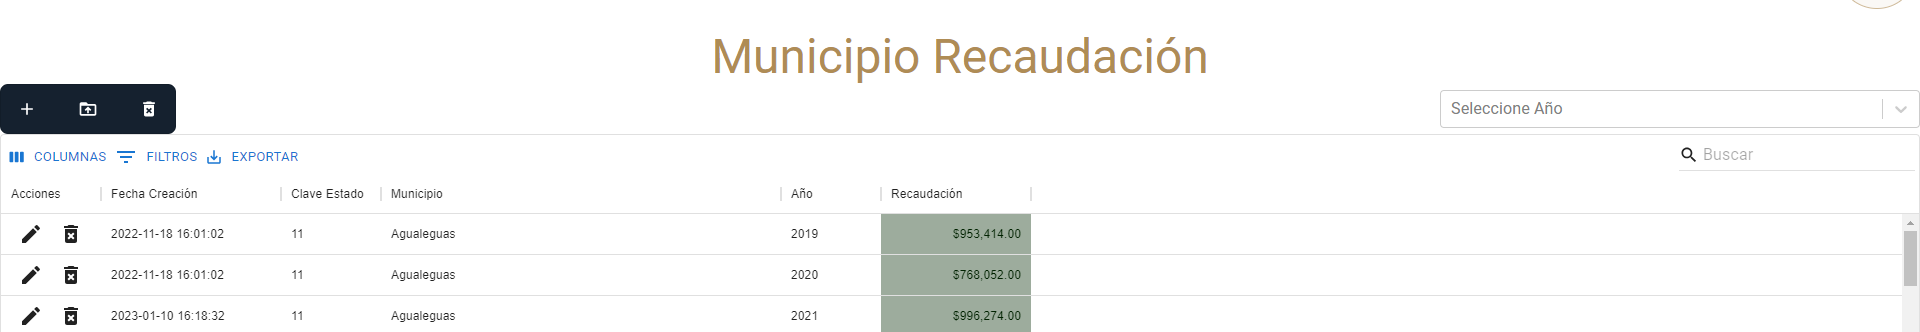 Municipio Recaudación
Seleccione Año
COLUMNAS FILTROS EXPORTAR Buscar
Acciones Fecha Creación Clave Estado Municipio Año Recaudación
2022-11-18 16:01:02 11 Agualeguas 2019 $953,414.00
2022-11-18 16:01:02 11 Agualeguas 2020 $768,052.00
2023-01-10 16:18:32 11 Agualeguas 2021 $996,274.00